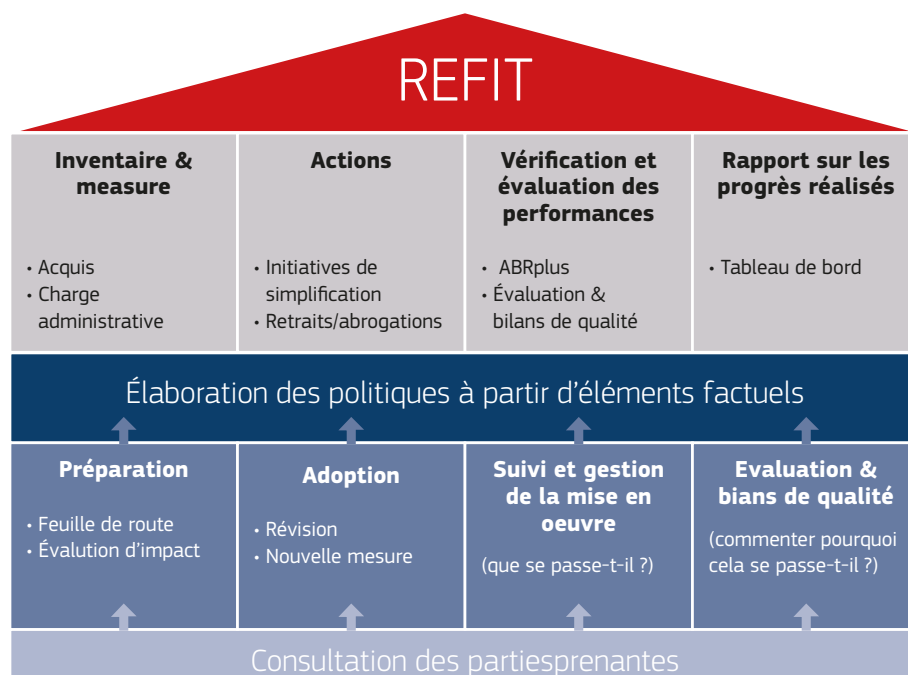 REFIT
Inventaire &
measure
• Acquis
• Charge
administrative
Actions
• Initiatives de
simplification
• Retraits/abrogations
Vérification et
évaluation des
performances
• ABRplus
• Évaluation &
bilans de qualité
Rapport sur les
progrès réalisés
• Tableau de bord
Élaboration des politiques à partir d'éléments factuels
Préparation
• Feuille de route
• Évalution d'impact
Adoption
• Révision
• Nouvelle mesure
Suivi et gestion
de la mise en
oeuvre
(que se passe-t-il ?)
Evaluation &
bians de qualité
(commenter pourquoi
cela se passe-t-il ?)
Consultation des partiesprenantes